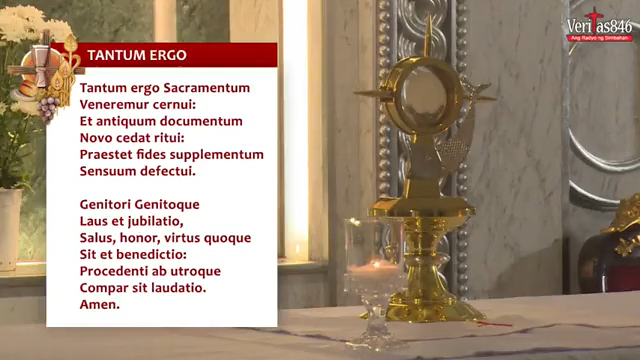 TANTUM ERGO
Tantum ergo Sacramentum
Veneremur cernui:
Et antiquum documentum
Novo cedat ritui:
Praestet fides supplementum
Sensuum defectui.
Genitori Genitoque
Laus et jubilatio,
Salus, honor, virtus quoque
Sit et benedictio:
Procedenti ab utroque
Compar sit laudatio.
Amen.
Veritas846
Ang Radyo ng Simbahan